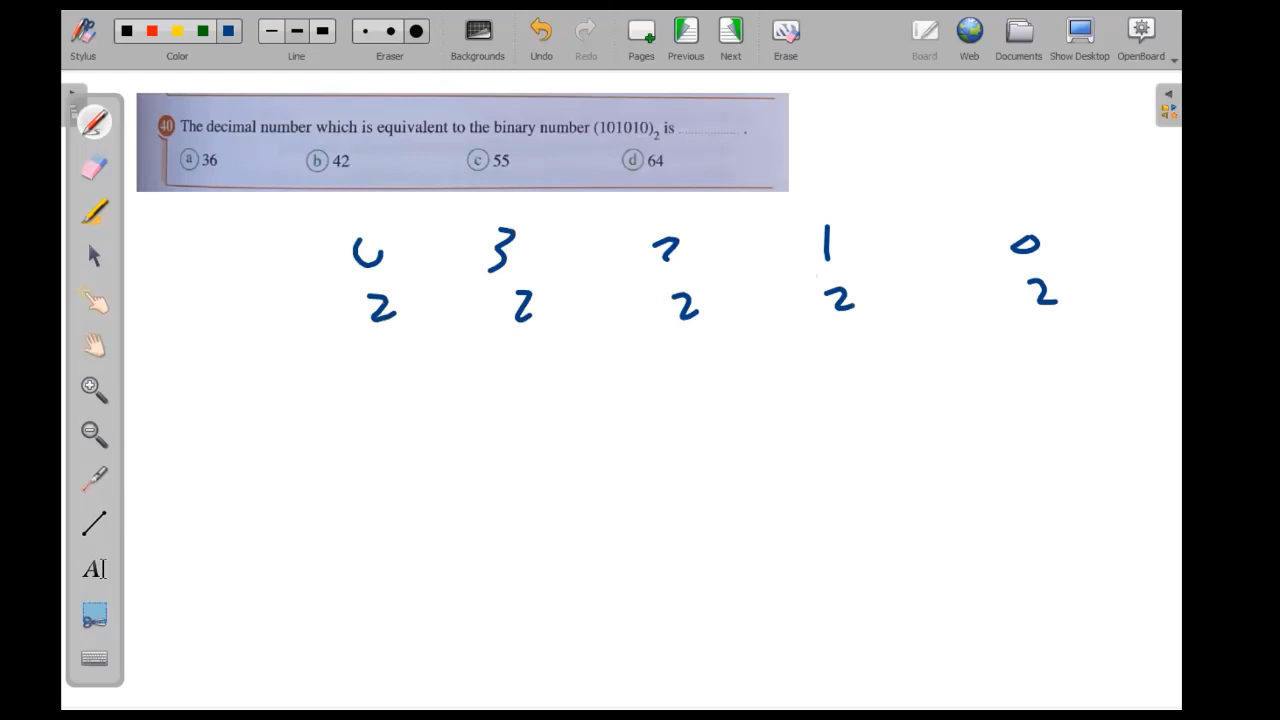 Stylus
Color
Line
Eraser
Backgrounds
Undo
Redo
Pages
Previous
Next
Erase
Board
Web
Documents
Show Desktop
OpenBoard
40 The decimal number which is equivalent to the binary number (101010)₂ is .................. .
a 36 b 42 c 55 d 64
3 1 0
2 2 2 2 2
A